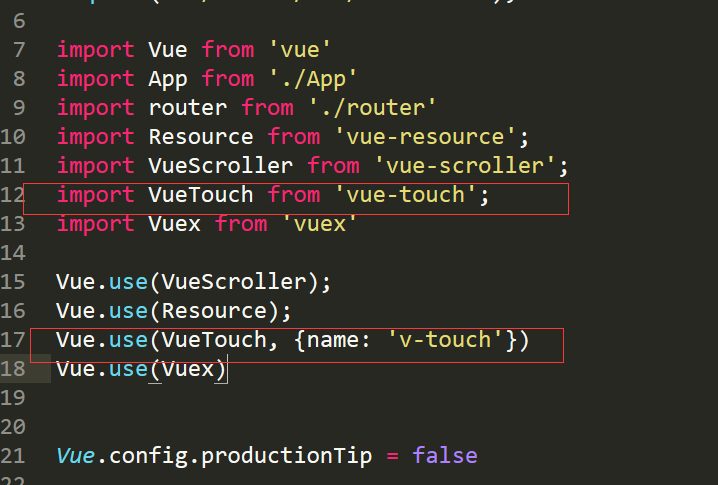 6
7 import Vue from 'vue'
8 import App from './App'
9 import router from './router'
10 import Resource from 'vue-resource';
11 import VueScroller from 'vue-scroller';
12 import VueTouch from 'vue-touch';
13 import Vuex from 'vuex'
14
15 Vue.use(VueScroller);
16 Vue.use(Resource);
17 Vue.use(VueTouch, {name: 'v-touch'})
18 Vue.use(Vuex)
19
20
21 Vue.config.productionTip = false
22